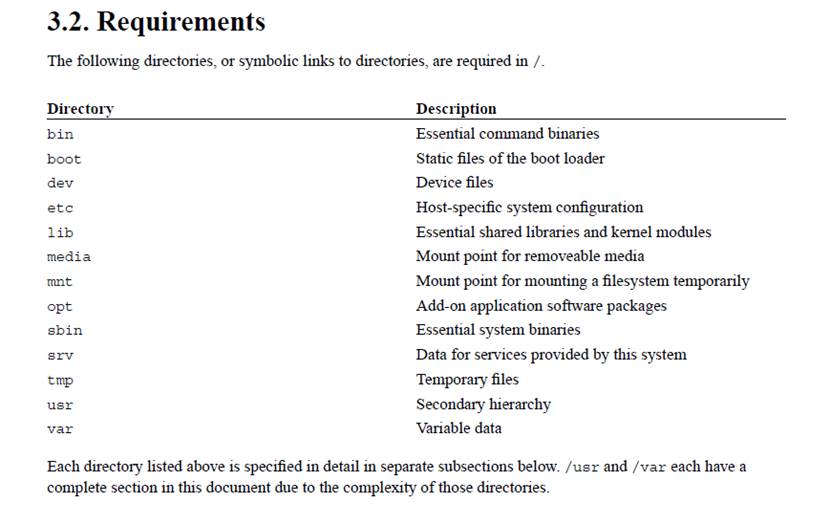 3.2. Requirements
The following directories, or symbolic links to directories, are required in /.
Directory Description
bin Essential command binaries
boot Static files of the boot loader
dev Device files
etc Host-specific system configuration
lib Essential shared libraries and kernel modules
media Mount point for removeable media
mnt Mount point for mounting a filesystem temporarily
opt Add-on application software packages
sbin Essential system binaries
srv Data for services provided by this system
tmp Temporary files
usr Secondary hierarchy
var Variable data
Each directory listed above is specified in detail in separate subsections below. /usr and /var each have a
complete section in this document due to the complexity of those directories.